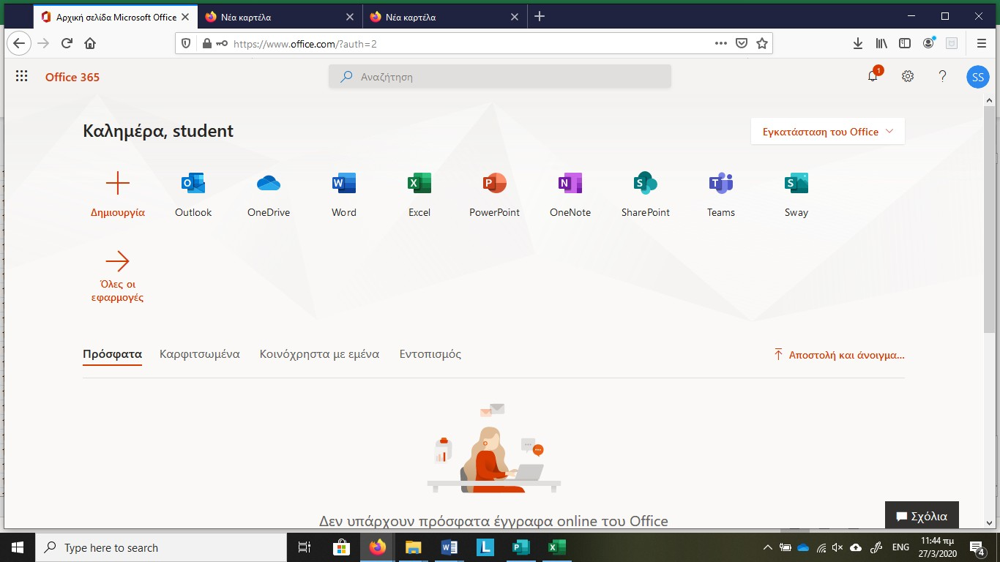 Αρχική σελίδα Microsoft Office
Νέα καρτέλα
Νέα καρτέλα
https://www.office.com/?auth=2
Office 365
Αναζήτηση
1
SS
Καλημέρα, student
Εγκατάσταση του Office
Δημιουργία
Outlook
OneDrive
Word
Excel
PowerPoint
OneNote
SharePoint
Teams
Sway
Όλες οι
εφαρμογές
Πρόσφατα
Καρφιτσωμένα
Κοινόχρηστα με εμένα
Εντοπισμός
Αποστολή και άνοιγμα...
Δεν υπάρχουν πρόσφατα έγγραφα online του Office
Σχόλια
Type here to search
ENG
11:44 πμ
27/3/2020
4